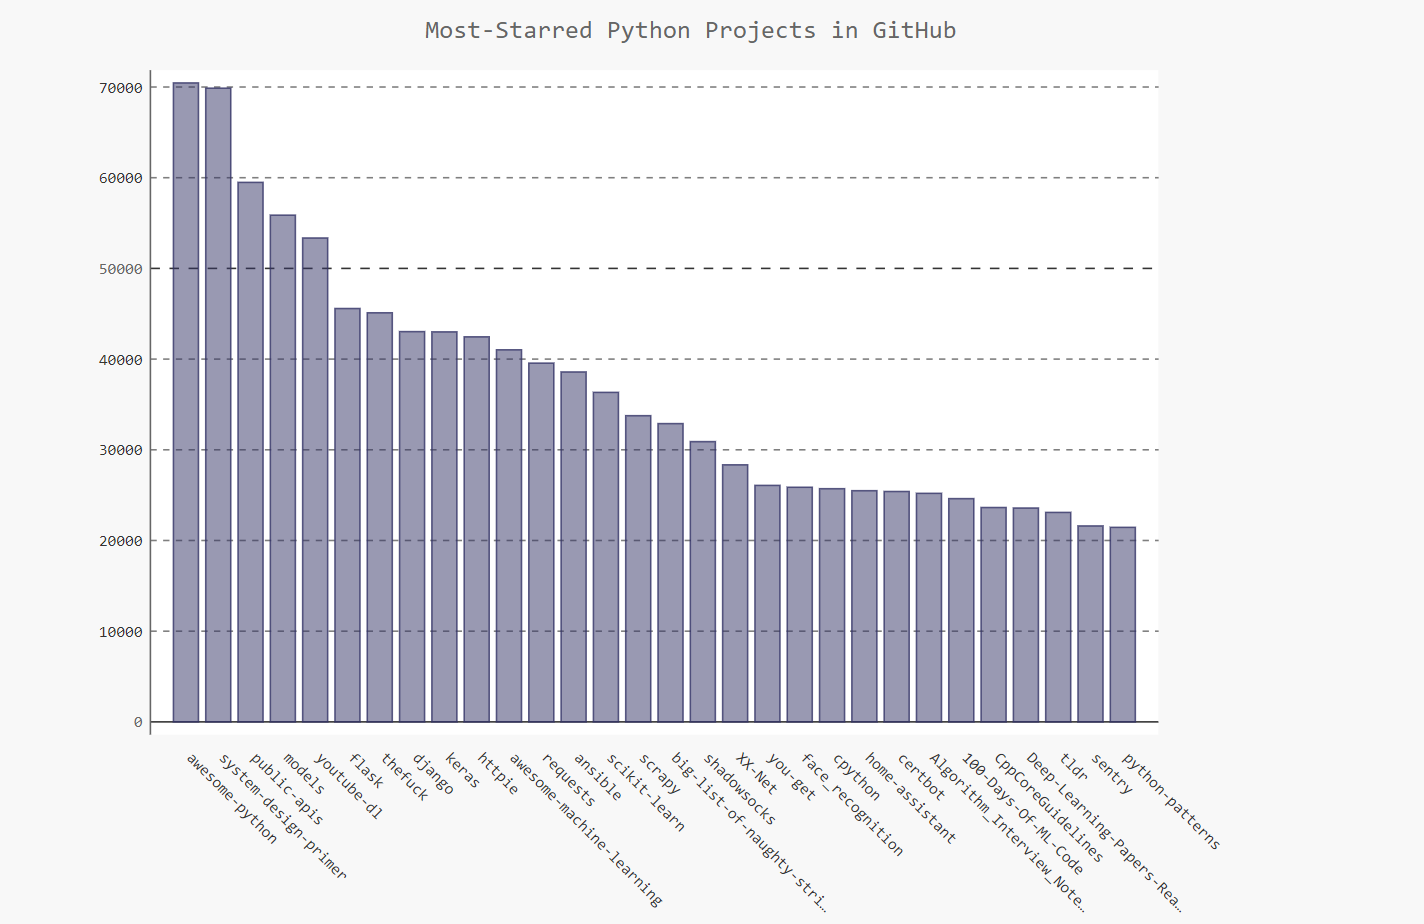 Most-Starred Python Projects in GitHub
70000
60000
50000
40000
30000
20000
10000
0
awesome-python
system-design-primer
public-apis
models
youtube-dl
flask
thefuck
django
keras
httpie
awesome-machine-learning
requests
ansible
scikit-learn
scrapy
big-list-of-naughty-stri…
shadowsocks
XX-Net
you-get
face_recognition
cpython
home-assistant
certbot
Algorithm_Interview_Note…
100-Days-Of-ML-Code
CppCoreGuidelines
Deep-Learning-Papers-Rea…
tldr
sentry
python-patterns